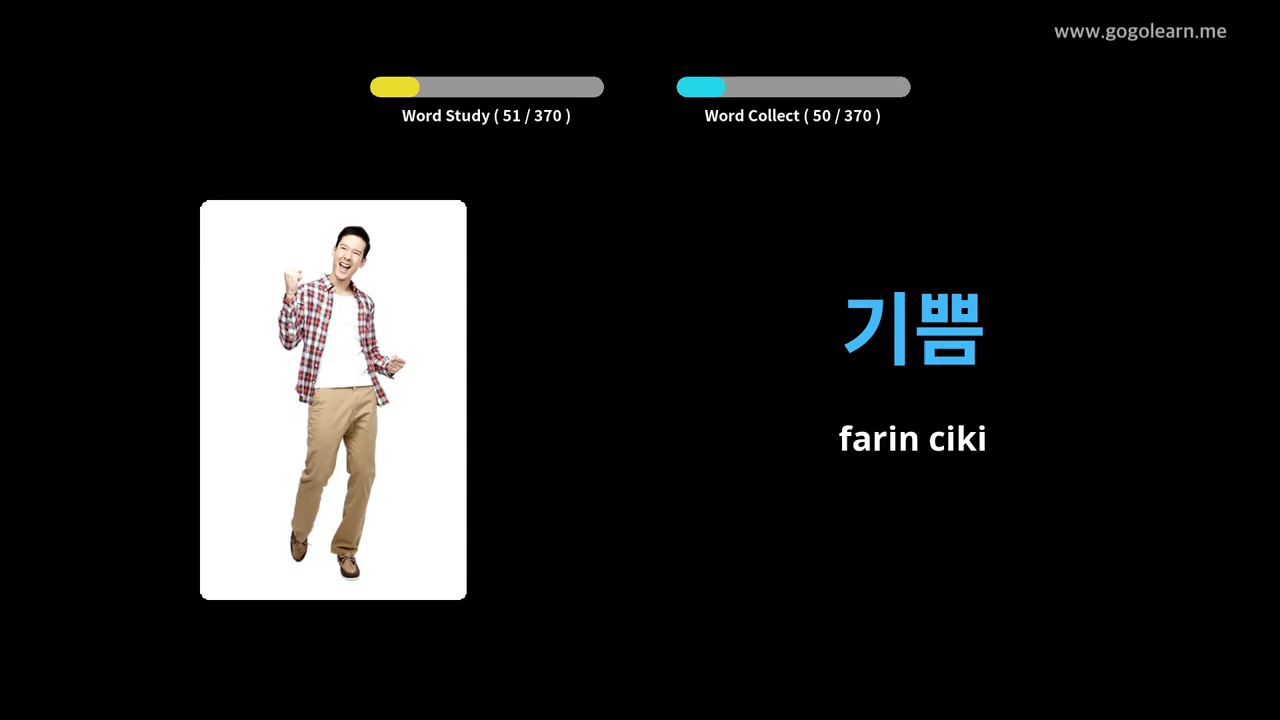 www.gogolearn.me
Word Study ( 51 / 370 )
Word Collect ( 50 / 370 )
기쁨
farin ciki